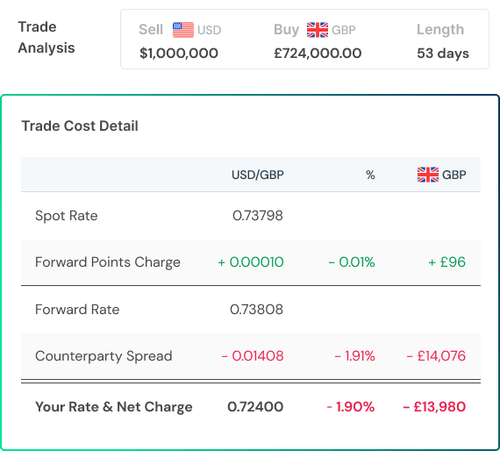 Trade Analysis
Sell USD Buy GBP Length
$1,000,000 £724,000.00 53 days
Trade Cost Detail
USD/GBP % GBP
Spot Rate 0.73798
Forward Points Charge + 0.00010 - 0.01% + £96
Forward Rate 0.73808
Counterparty Spread - 0.01408 - 1.91% - £14,076
Your Rate & Net Charge 0.72400 - 1.90% - £13,980